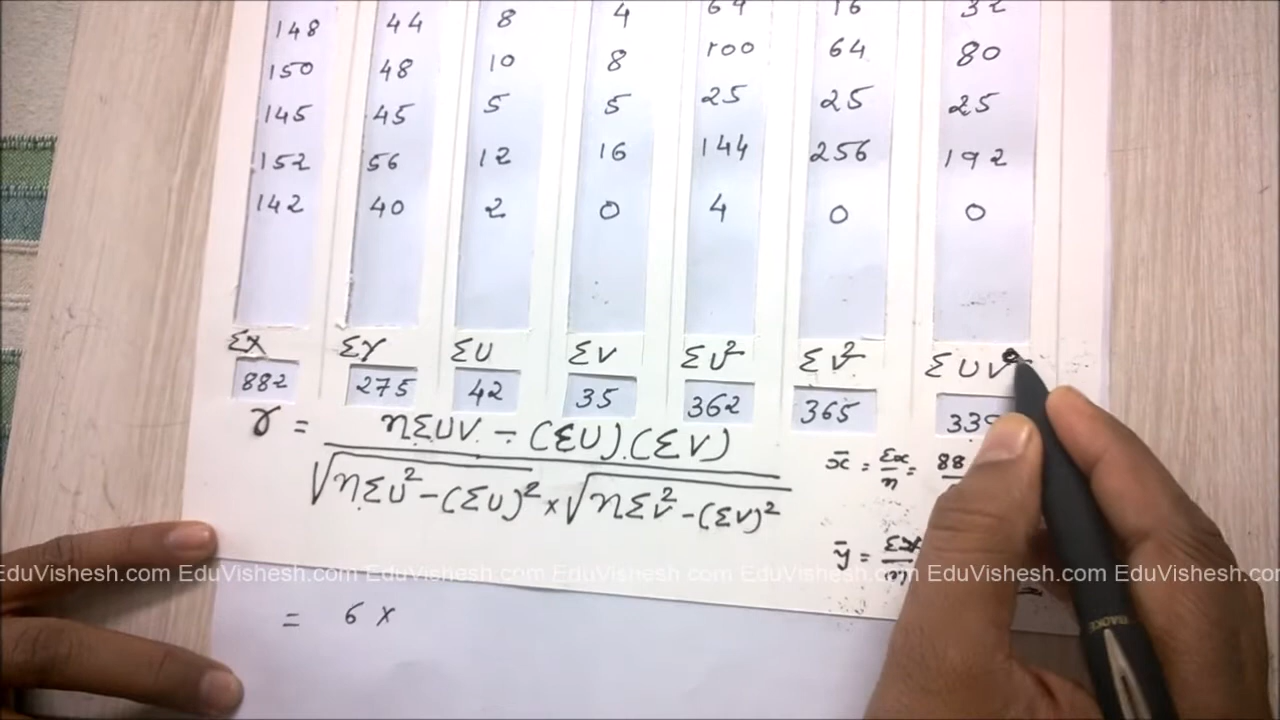 148 44 8 4 64 16 32
150 48 10 8 100 64 80
145 45 5 5 25 25 25
152 56 12 16 144 256 192
142 40 2 0 4 0 0
Σx Σy ΣU ΣV ΣU² ΣV² ΣUV
882 275 42 35 362 365 339
r = nΣUV - (ΣU).(ΣV)
√nΣU² - (ΣU)² × √nΣV² - (ΣV)²
x̄ = Σx/n = 88
ȳ =
EduVishesh.com EduVishesh.com EduVishesh.com EduVishesh.com EduVishesh.com EduVishesh.com EduVishesh.com
= 6 ×